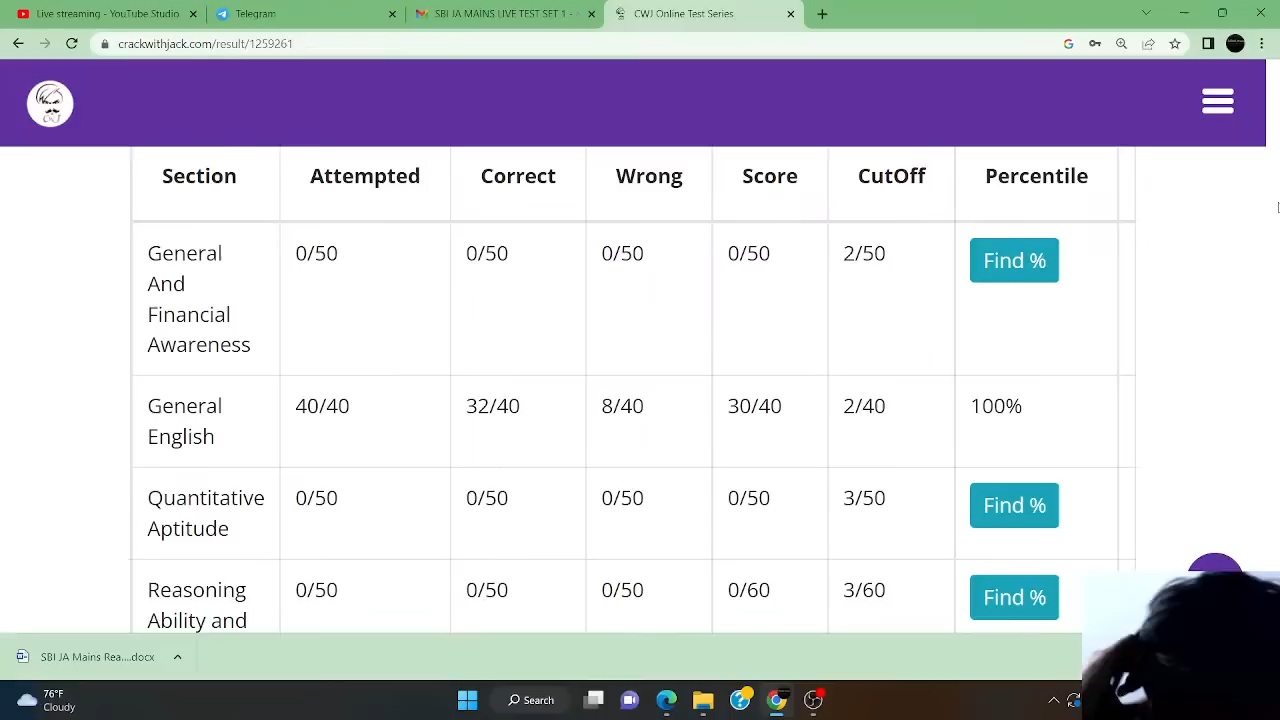 Live streaming - YouTube Studio
Telegram
SBI JA MAINS LIVE TEST SET 1 -
CWJ Online Test Series
crackwithjack.com/result/1259261
CWJ
Section Attempted Correct Wrong Score CutOff Percentile
General And Financial Awareness 0/50 0/50 0/50 0/50 2/50 Find %
General English 40/40 32/40 8/40 30/40 2/40 100%
Quantitative Aptitude 0/50 0/50 0/50 0/50 3/50 Find %
Reasoning Ability and 0/50 0/50 0/50 0/60 3/60 Find %
SBI JA Mains Rea....docx
76°F
Cloudy
Search